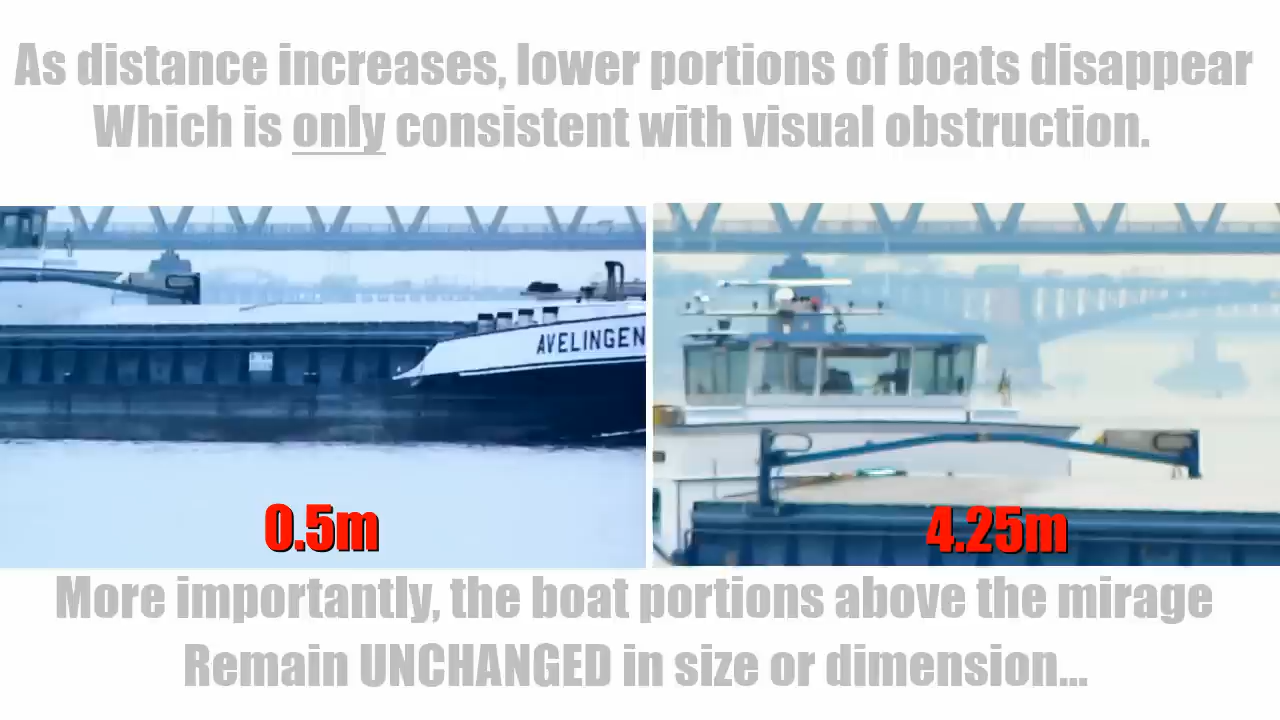 As distance increases, lower portions of boats disappear
Which is only consistent with visual obstruction.
AVELINGEN
0.5m
4.25m
More importantly, the boat portions above the mirage
Remain UNCHANGED in size or dimension...